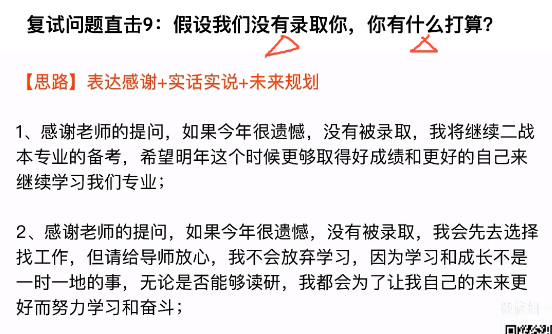 复试问题直击9：假设我们没有录取你，你有什么打算？
【思路】表达感谢+实话实说+未来规划
1、感谢老师的提问，如果今年很遗憾，没有被录取，我将继续二战
本专业的备考，希望明年这个时候更够取得好成绩和更好的自己来
继续学习我们专业；
2、感谢老师的提问，如果今年很遗憾，没有被录取，我会先去选择
找工作，但请给导师放心，我不会放弃学习，因为学习和成长不是
一时一地的事，无论是否能够读研，我都会为了让我自己的未来更
好而努力学习和奋斗；